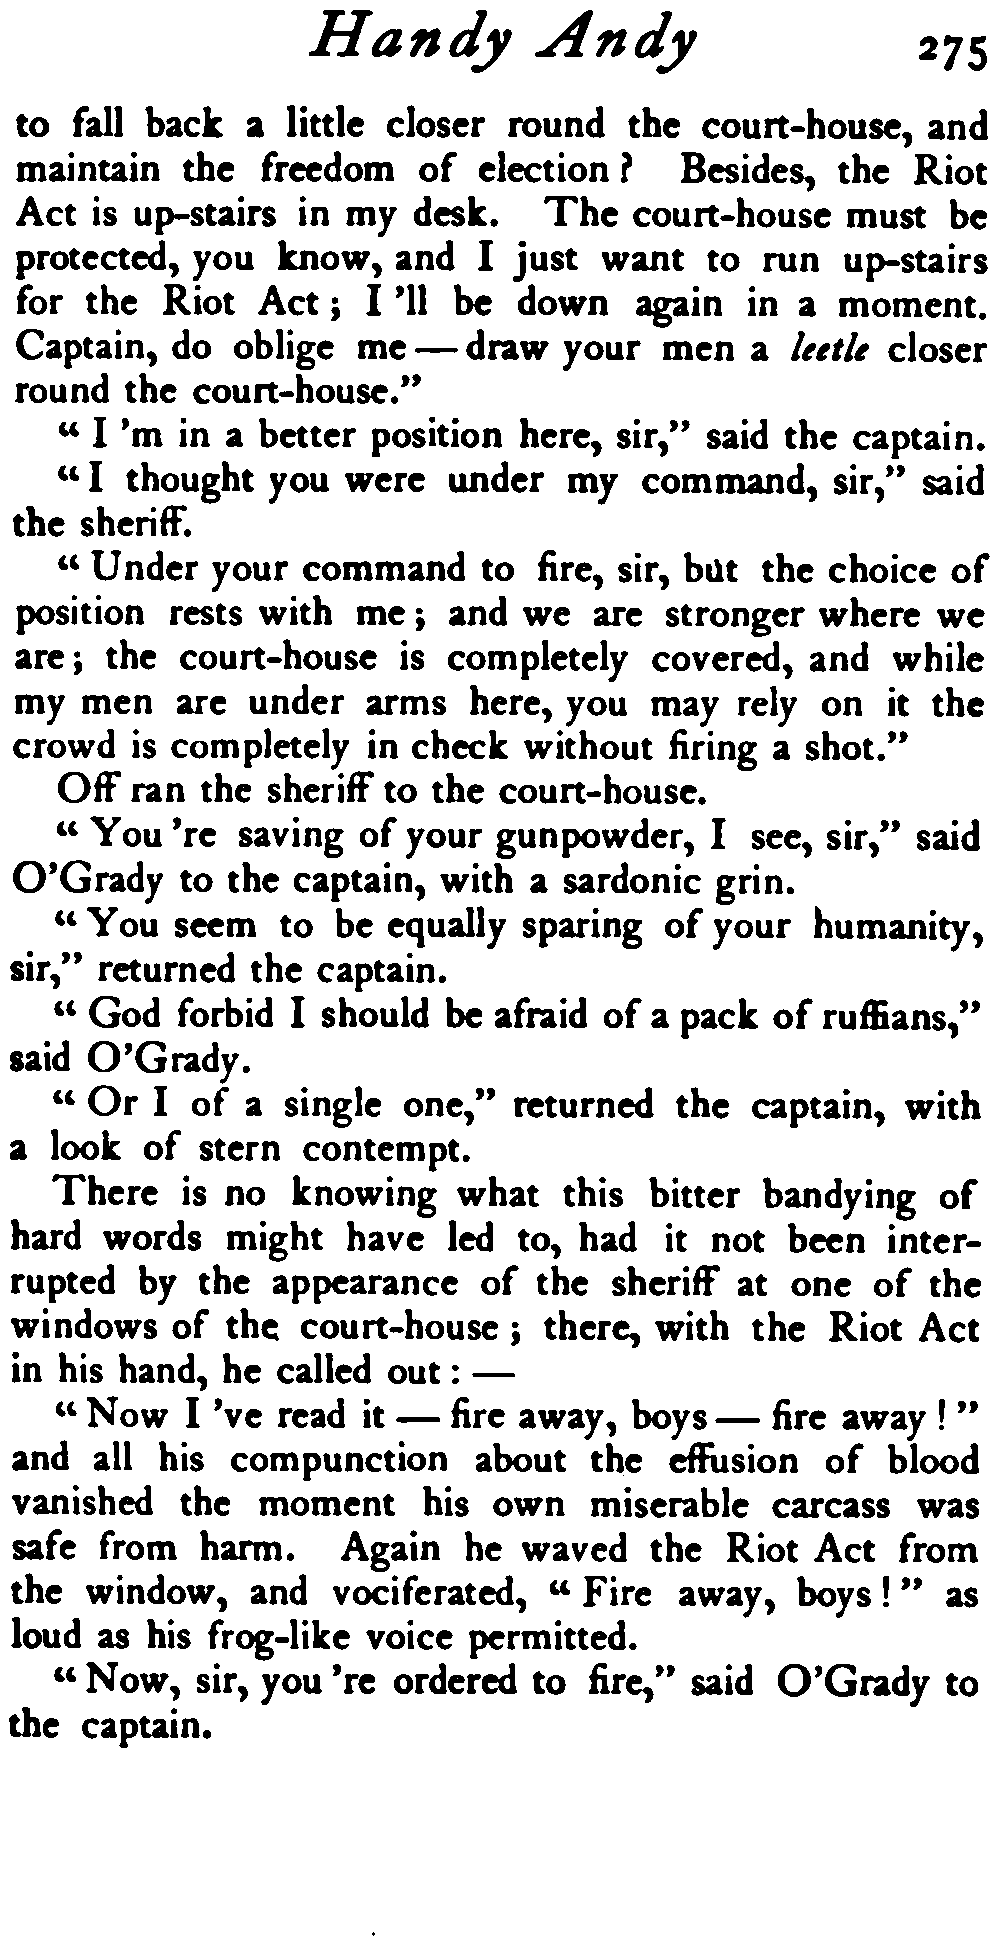 Handy Andy 275
to fall back a little closer round the court-house, and
maintain the freedom of election? Besides, the Riot
Act is up-stairs in my desk. The court-house must be
protected, you know, and I just want to run up-stairs
for the Riot Act; I 'll be down again in a moment.
Captain, do oblige me — draw your men a leetle closer
round the court-house."
"I 'm in a better position here, sir," said the captain.
"I thought you were under my command, sir," said
the sheriff.
"Under your command to fire, sir, but the choice of
position rests with me; and we are stronger where we
are; the court-house is completely covered, and while
my men are under arms here, you may rely on it the
crowd is completely in check without firing a shot."
Off ran the sheriff to the court-house.
"You 're saving of your gunpowder, I see, sir," said
O'Grady to the captain, with a sardonic grin.
"You seem to be equally sparing of your humanity,
sir," returned the captain.
"God forbid I should be afraid of a pack of ruffians,"
said O'Grady.
"Or I of a single one," returned the captain, with
a look of stern contempt.
There is no knowing what this bitter bandying of
hard words might have led to, had it not been inter-
rupted by the appearance of the sheriff at one of the
windows of the court-house; there, with the Riot Act
in his hand, he called out: —
"Now I 've read it — fire away, boys — fire away!"
and all his compunction about the effusion of blood
vanished the moment his own miserable carcass was
safe from harm. Again he waved the Riot Act from
the window, and vociferated, "Fire away, boys!" as
loud as his frog-like voice permitted.
"Now, sir, you 're ordered to fire," said O'Grady to
the captain.